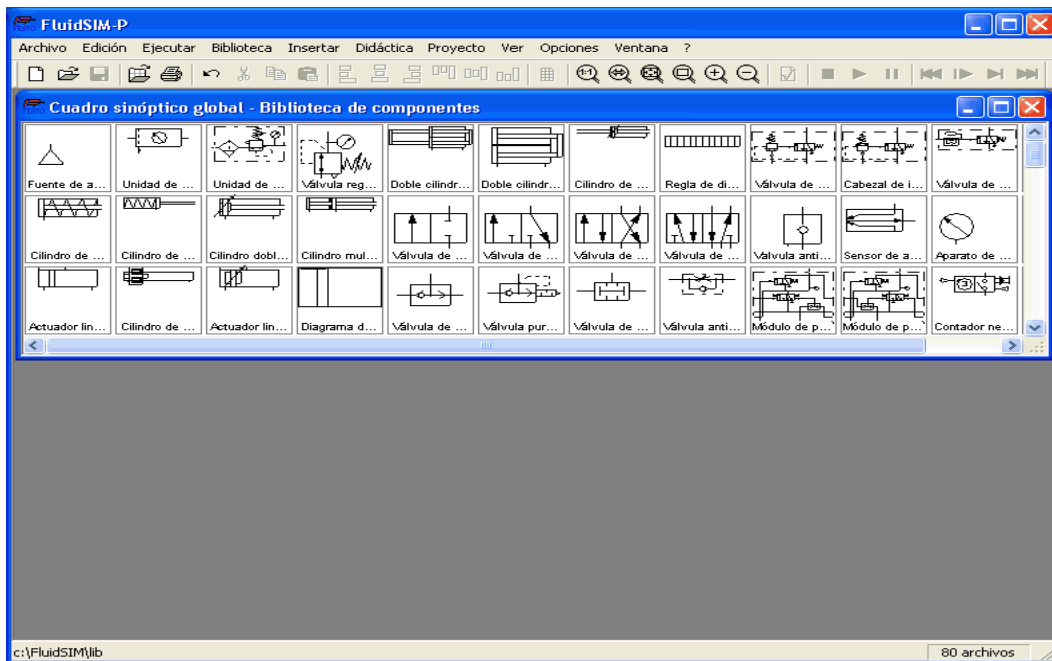 FluidSIM-P
Archivo Edición Ejecutar Biblioteca Insertar Didáctica Proyecto Ver Opciones Ventana ?
Cuadro sinóptico global - Biblioteca de componentes
Fuente de a... Unidad de ... Unidad de ... Válvula reg... Doble cilindr... Doble cilindr... Cilindro de ... Regla de di... Válvula de ... Cabezal de i... Válvula de ...
Cilindro de ... Cilindro de ... Cilindro dobl... Cilindro mul... Válvula de ... Válvula de ... Válvula de ... Válvula de ... Válvula anti... Sensor de a... Aparato de ...
Actuador lin... Cilindro de ... Actuador lin... Diagrama d... Válvula de ... Válvula pur... Válvula de ... Válvula anti... Módulo de p... Módulo de p... Contador ne...
c:\FluidSIM\lib 80 archivos